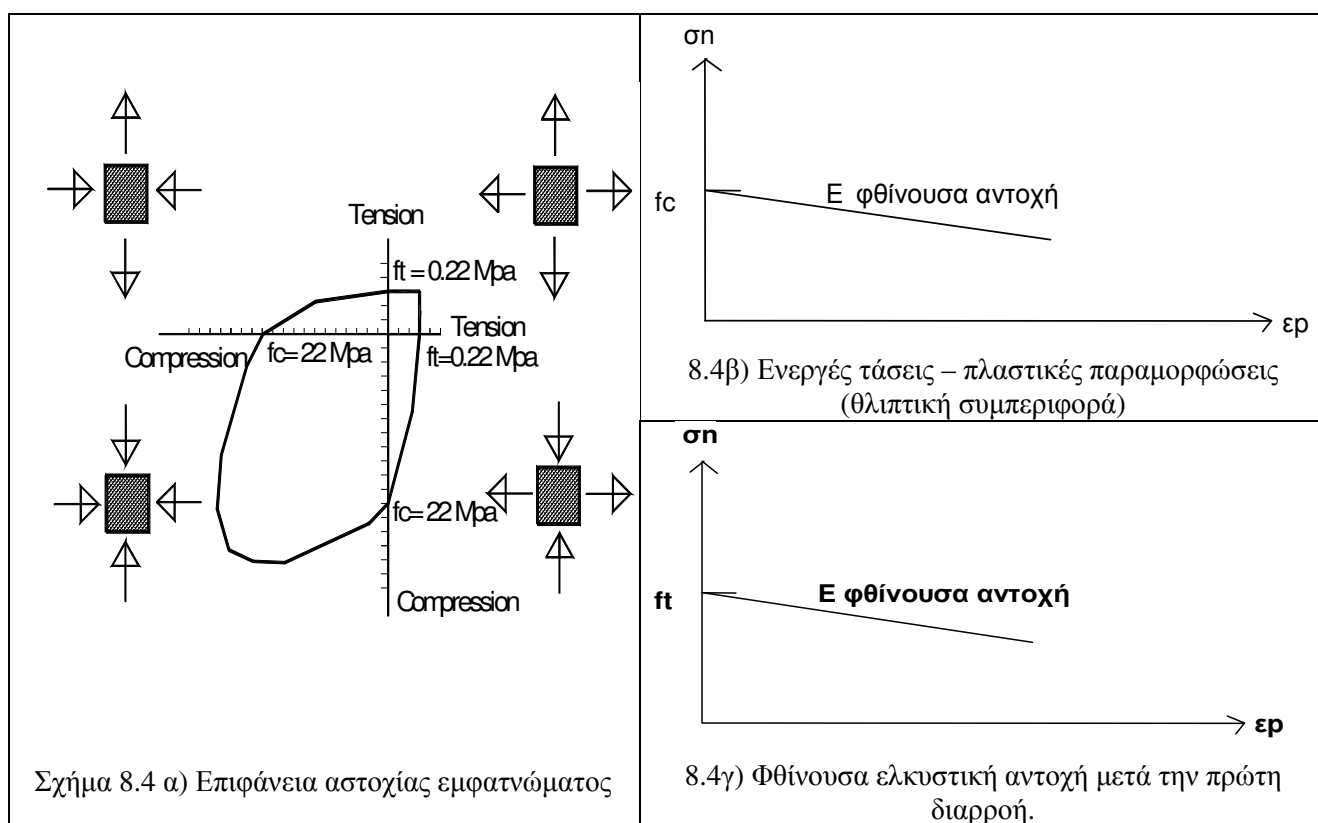 Tension
ft = 0.22 Mpa
Tension
Compression
fc= 22 Mpa
ft=0.22 Mpa
fc= 22 Mpa
Compression
Σχήμα 8.4 α) Επιφάνεια αστοχίας εμφατνώματος
σn
fc
Ε φθίνουσα αντοχή
εp
8.4β) Ενεργές τάσεις – πλαστικές παραμορφώσεις
(θλιπτική συμπεριφορά)
σn
ft
Ε φθίνουσα αντοχή
εp
8.4γ) Φθίνουσα ελκυστική αντοχή μετά την πρώτη
διαρροή.